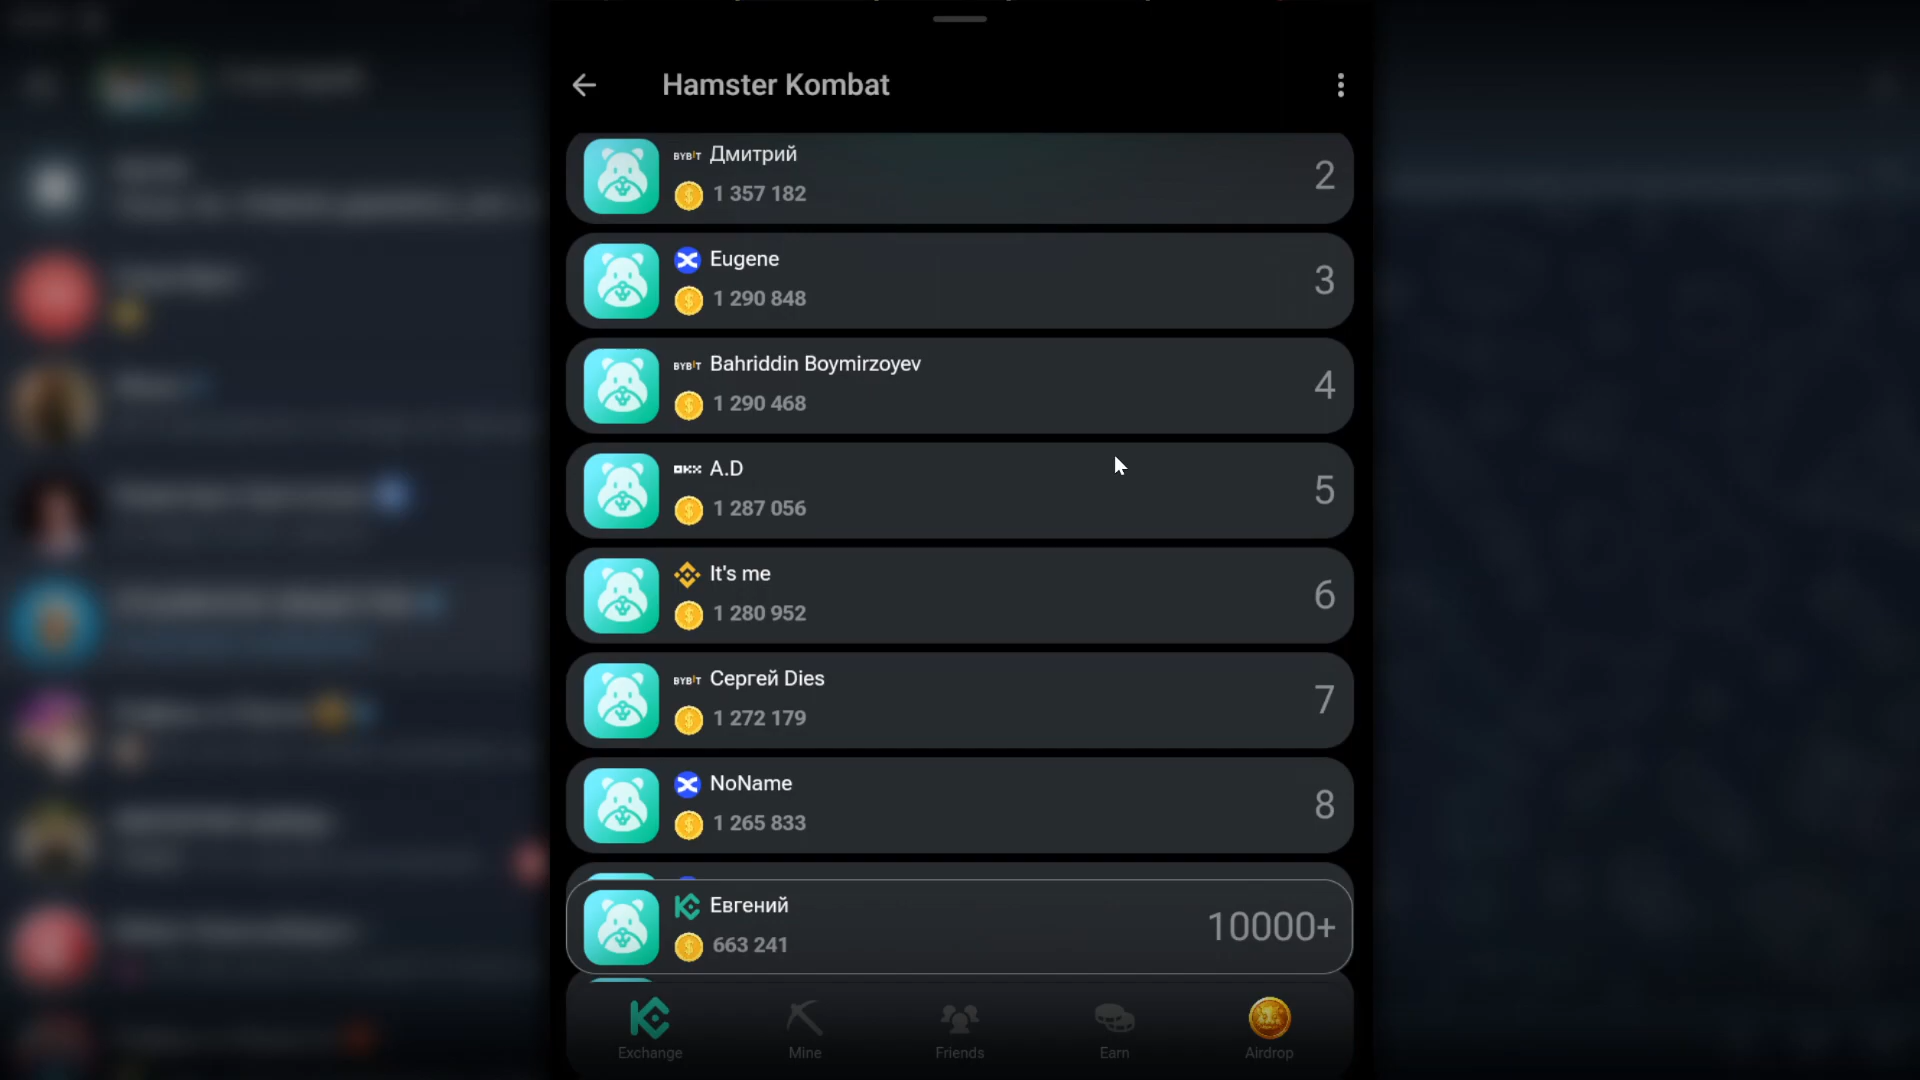 Hamster Kombat
BYBIT Дмитрий
1 357 182
2
Eugene
1 290 848
3
BYBIT Bahriddin Boymirzoyev
1 290 468
4
OKX A.D
1 287 056
5
It's me
1 280 952
6
BYBIT Сергей Dies
1 272 179
7
NoName
1 265 833
8
Евгений
663 241
10000+
Exchange
Mine
Friends
Earn
Airdrop